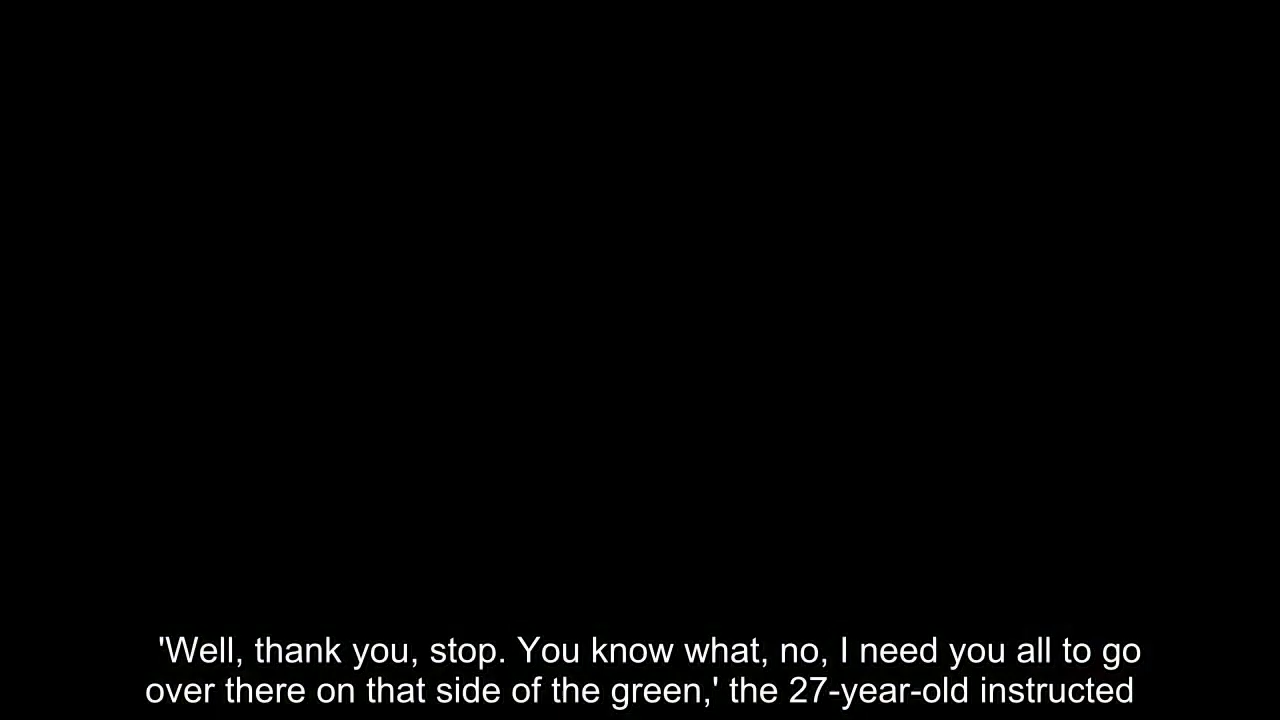 'Well, thank you, stop. You know what, no, I need you all to go
over there on that side of the green,' the 27-year-old instructed